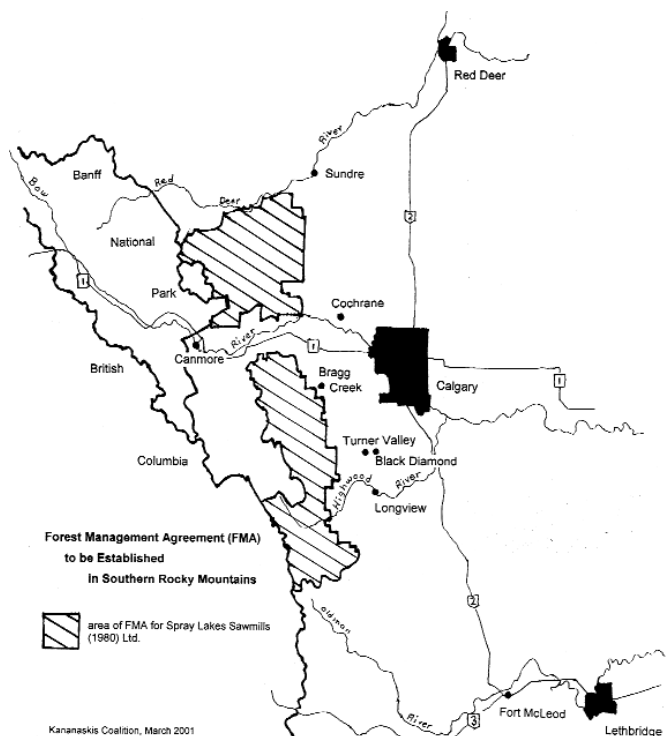 Red Deer
River
Sundre
Banff
Bow
Red
Deer
2
National
1
Park
Cochrane
River
1
Canmore
British
Bragg
Creek
Calgary
1
Turner Valley
Black Diamond
Columbia
Highwood
River
Longview
Forest Management Agreement (FMA)
to be Established
in Southern Rocky Mountains
area of FMA for Spray Lakes Sawmills
(1980) Ltd.
2
oldman
River
3
Fort McLeod
Lethbridge
Kananaskis Coalition, March 2001